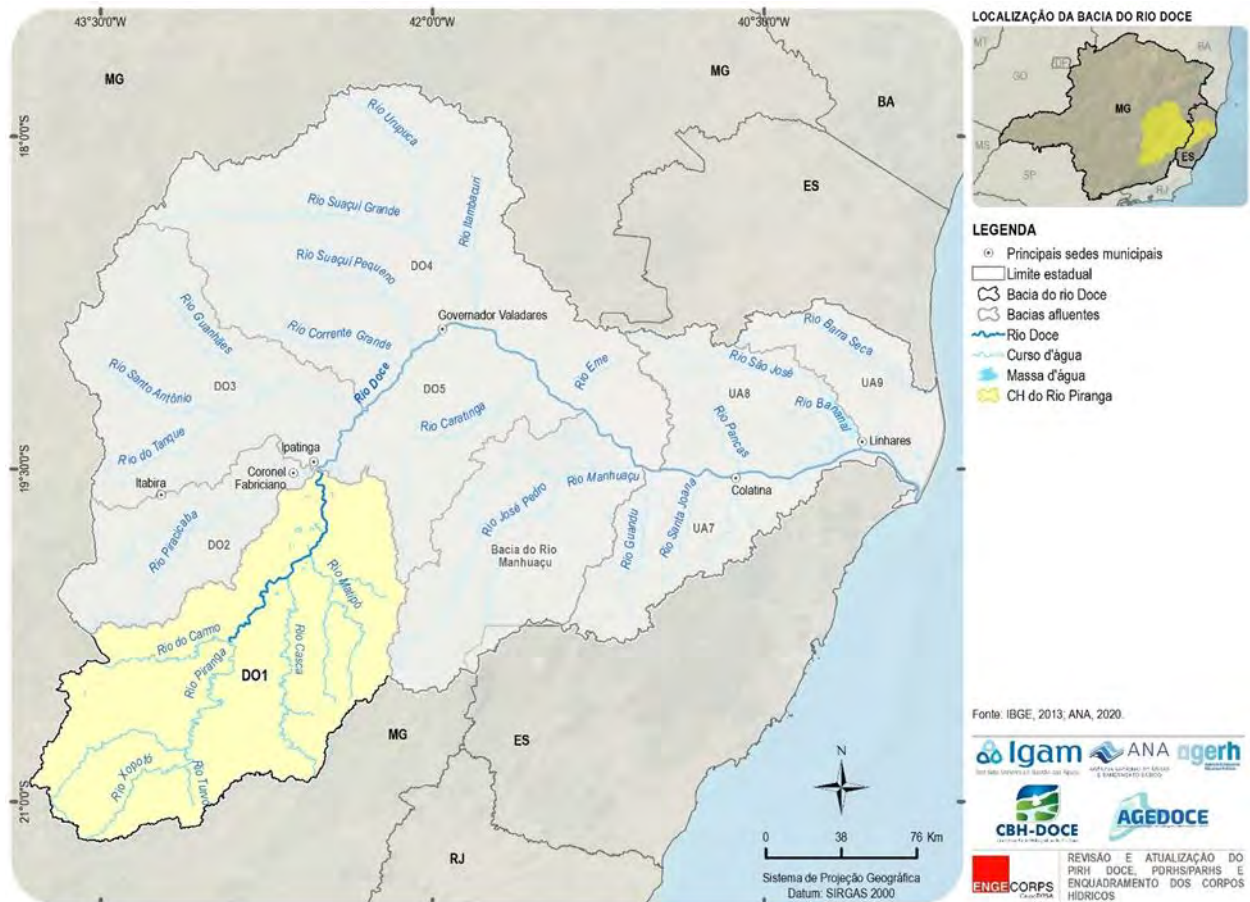 43°30'0"W
42°0'0"W
40°30'0"W
18°0'0"S
19°30'0"S
21°0'0"S
MG
MG
BA
ES
Rio Urupuca
Rio Suaçuí Grande
Rio Itambacuri
Rio Suaçuí Pequeno
DO4
Rio Guanhães
Rio Corrente Grande
Governador Valadares
Rio Barra Seca
Rio Eme
Rio São José
UA9
Rio Santo Antônio
DO3
Rio Doce
DO5
UA8
Rio Bananal
Rio Caratinga
Rio Pancas
Rio do Tanque
Ipatinga
Linhares
Coronel
Fabriciano
Itabira
Rio Manhuaçu
Colatina
Rio José Pedro
Rio Santa Joana
Rio Guandu
UA7
Rio Piracicaba
DO2
Bacia do Rio
Manhuaçu
Rio Matipó
Rio do Carmo
Rio Casca
Rio Piranga
DO1
MG
ES
Rio Xopotó
Rio Turvo
RJ
N
0 38 76 Km
Sistema de Projeção Geográfica
Datum: SIRGAS 2000
LOCALIZAÇÃO DA BACIA DO RIO DOCE
MT
BA
GO
DF
MG
MS
ES
SP
RJ
LEGENDA
Principais sedes municipais
Limite estadual
Bacia do rio Doce
Bacias afluentes
Rio Doce
Curso d'água
Massa d'água
CH do Rio Piranga
Fonte: IBGE, 2013; ANA, 2020.
Igam
ANA
agerh
CBH-DOCE
AGEDOCE
ENGECORPS
REVISÃO E ATUALIZAÇÃO DO
PIRH DOCE, PDRHS/PARHS E
ENQUADRAMENTO DOS CORPOS
HÍDRICOS